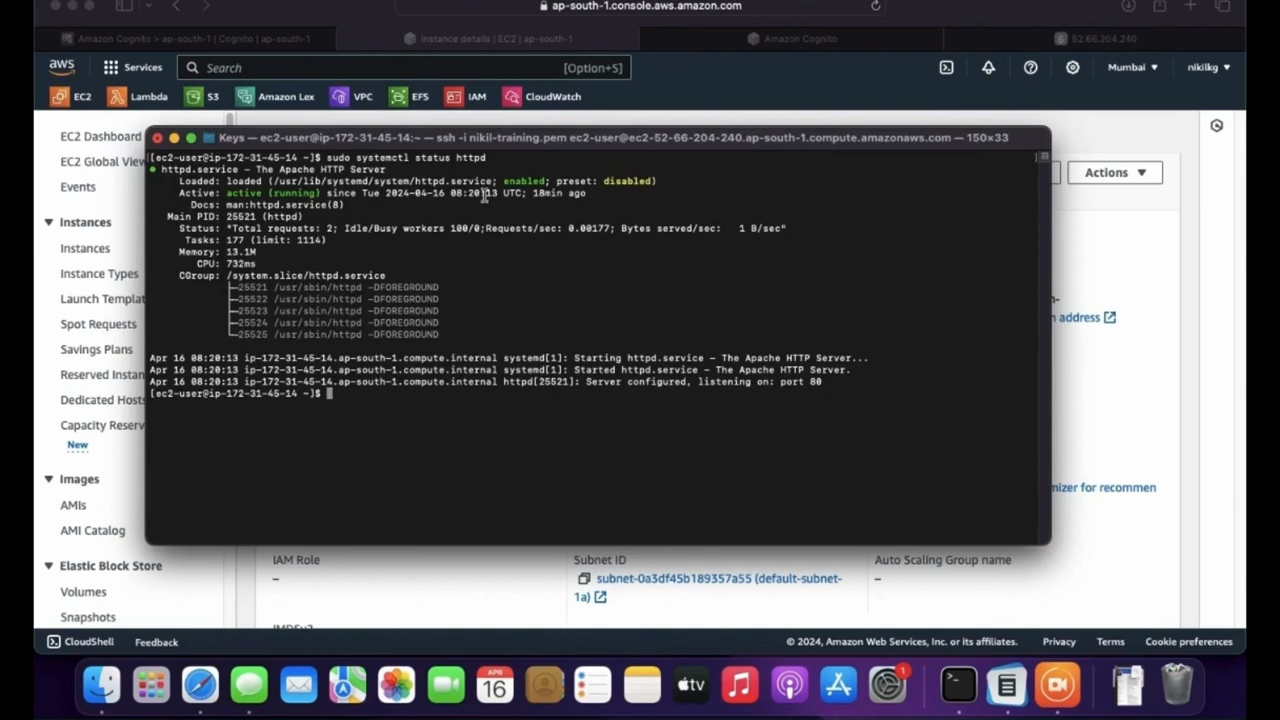 ap-south-1.console.aws.amazon.com
Amazon Cognito > ap-south-1 | Cognito | ap-south-1
Instance details | EC2 | ap-south-1
Amazon Cognito
52.66.204.240
aws
Services
Search
[Option+S]
Mumbai ▼
nikilkg ▼
EC2
Lambda
S3
Amazon Lex
VPC
EFS
IAM
CloudWatch
EC2 Dashboard
EC2 Global View
Events
Instances
Instances
Instance Types
Launch Templat
Spot Requests
Savings Plans
Reserved Instan
Dedicated Hosts
Capacity Reserv
New
Images
AMIs
AMI Catalog
Elastic Block Store
Volumes
Snapshots
Actions ▼
Keys — ec2-user@ip-172-31-45-14:~ — ssh -i nikil-training.pem ec2-user@ec2-52-66-204-240.ap-south-1.compute.amazonaws.com — 150×33
[ec2-user@ip-172-31-45-14 ~]$ sudo systemctl status httpd
● httpd.service - The Apache HTTP Server
Loaded: loaded (/usr/lib/systemd/system/httpd.service; enabled; preset: disabled)
Active: active (running) since Tue 2024-04-16 08:20:13 UTC; 18min ago
Docs: man:httpd.service(8)
Main PID: 25521 (httpd)
Status: "Total requests: 2; Idle/Busy workers 100/0;Requests/sec: 0.00177; Bytes served/sec:   1 B/sec"
Tasks: 177 (limit: 1114)
Memory: 13.1M
CPU: 732ms
CGroup: /system.slice/httpd.service
├─25521 /usr/sbin/httpd -DFOREGROUND
├─25522 /usr/sbin/httpd -DFOREGROUND
├─25523 /usr/sbin/httpd -DFOREGROUND
├─25524 /usr/sbin/httpd -DFOREGROUND
└─25525 /usr/sbin/httpd -DFOREGROUND
Apr 16 08:20:13 ip-172-31-45-14.ap-south-1.compute.internal systemd[1]: Starting httpd.service - The Apache HTTP Server...
Apr 16 08:20:13 ip-172-31-45-14.ap-south-1.compute.internal systemd[1]: Started httpd.service - The Apache HTTP Server.
Apr 16 08:20:13 ip-172-31-45-14.ap-south-1.compute.internal httpd[25521]: Server configured, listening on: port 80
[ec2-user@ip-172-31-45-14 ~]$
n-
n address
mizer for recommen
IAM Role
–
Subnet ID
subnet-0a3df45b189357a55 (default-subnet-
1a)
Auto Scaling Group name
–
CloudShell
Feedback
© 2024, Amazon Web Services, Inc. or its affiliates.
Privacy
Terms
Cookie preferences
APR
16
tv
1